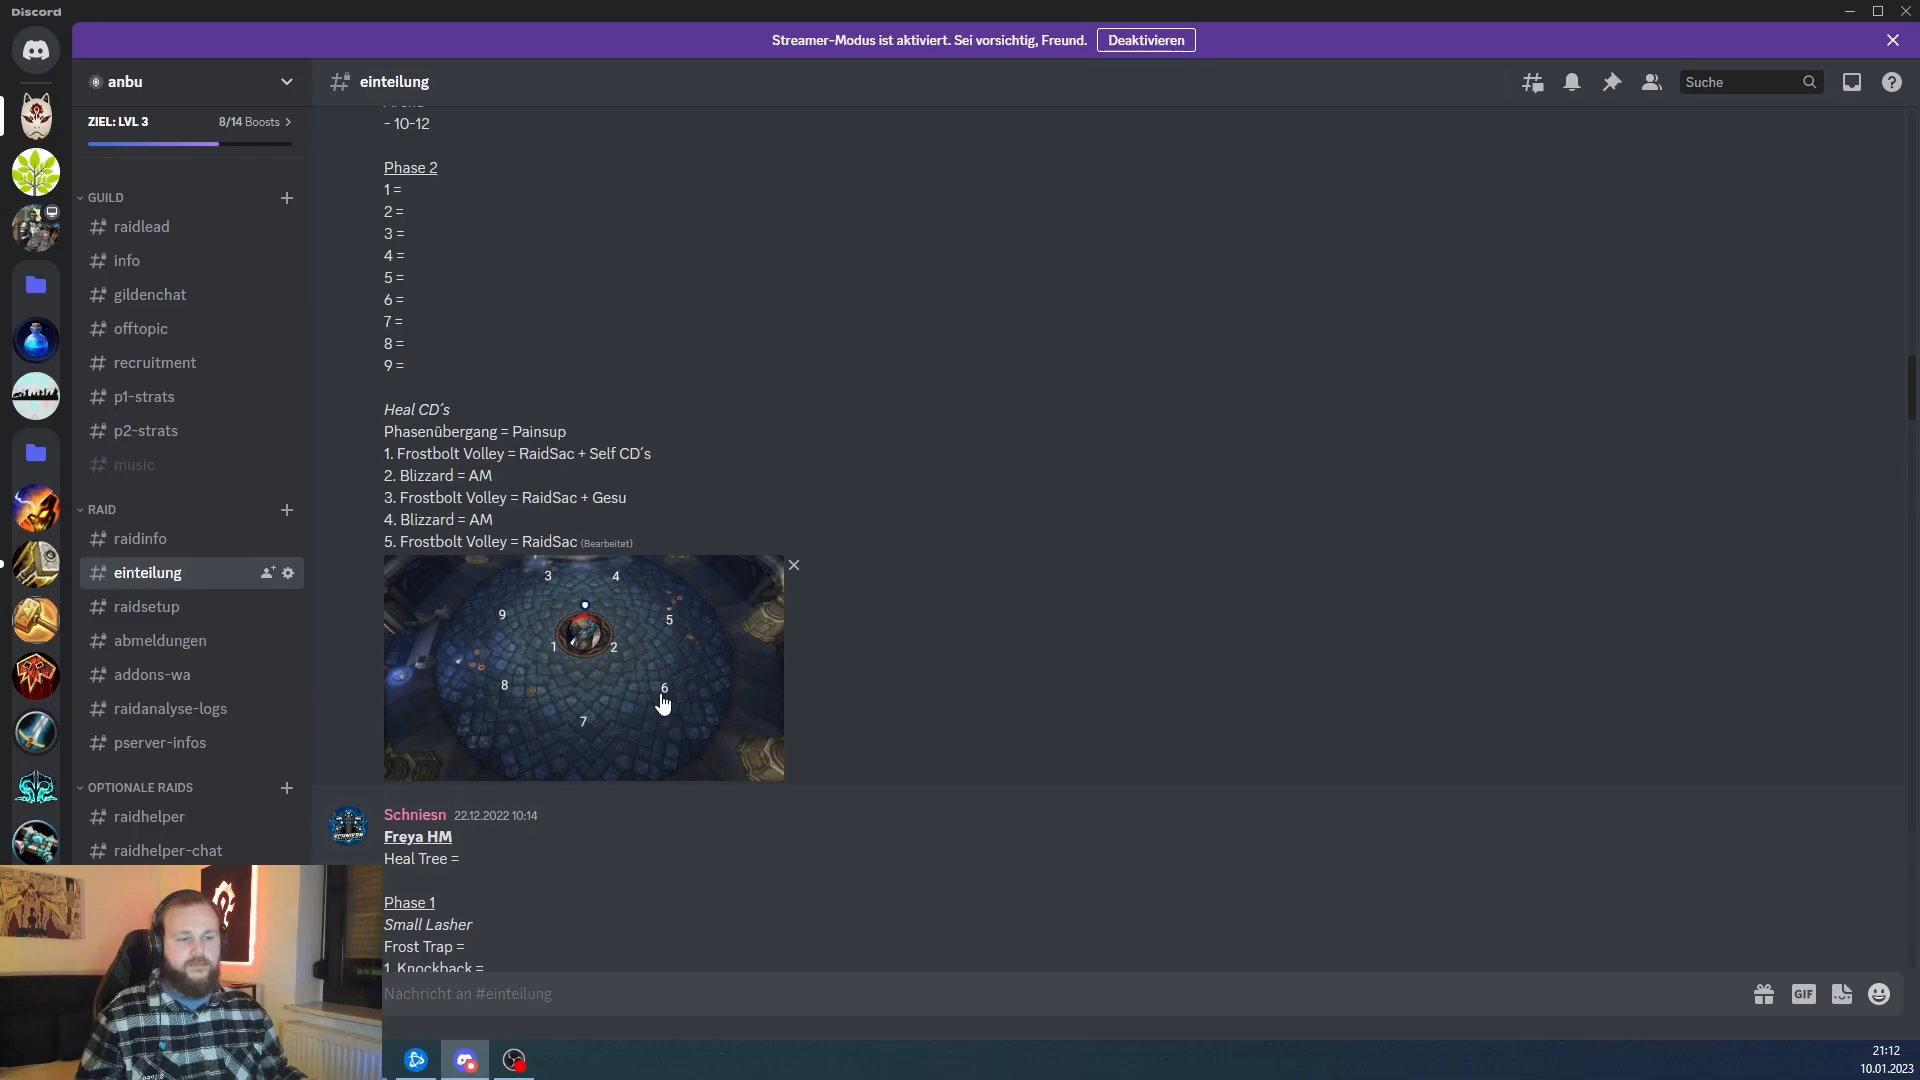 Discord
Streamer-Modus ist aktiviert. Sei vorsichtig, Freund.
Deaktivieren
anbu
einteilung
Suche
ZIEL: LVL 3
8/14 Boosts
GUILD
raidlead
info
gildenchat
offtopic
recruitment
p1-strats
p2-strats
music
RAID
raidinfo
einteilung
raidsetup
abmeldungen
addons-wa
raidanalyse-logs
pserver-infos
OPTIONALE RAIDS
raidhelper
raidhelper-chat
- 10-12
Phase 2
1 =
2 =
3 =
4 =
5 =
6 =
7 =
8 =
9 =
Heal CD´s
Phasenübergang = Painsup
1. Frostbolt Volley = RaidSac + Self CD´s
2. Blizzard = AM
3. Frostbolt Volley = RaidSac + Gesu
4. Blizzard = AM
5. Frostbolt Volley = RaidSac (Bearbeitet)
3 4
9 5
1 2
8 6
7
Schniesn 22.12.2022 10:14
Freya HM
Heal Tree =
Phase 1
Small Lasher
Frost Trap =
1. Knockback =
Nachricht an #einteilung
GIF
21:12
10.01.2023